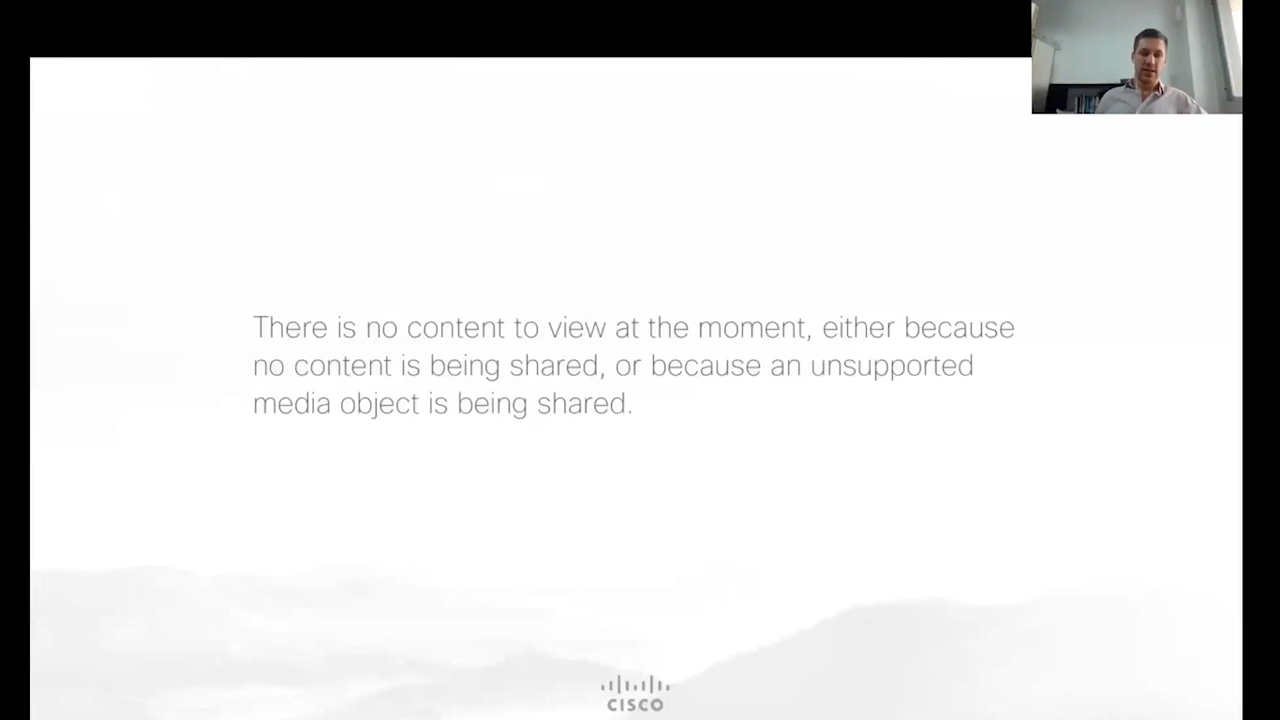 There is no content to view at the moment, either because
no content is being shared, or because an unsupported
media object is being shared.
CISCO